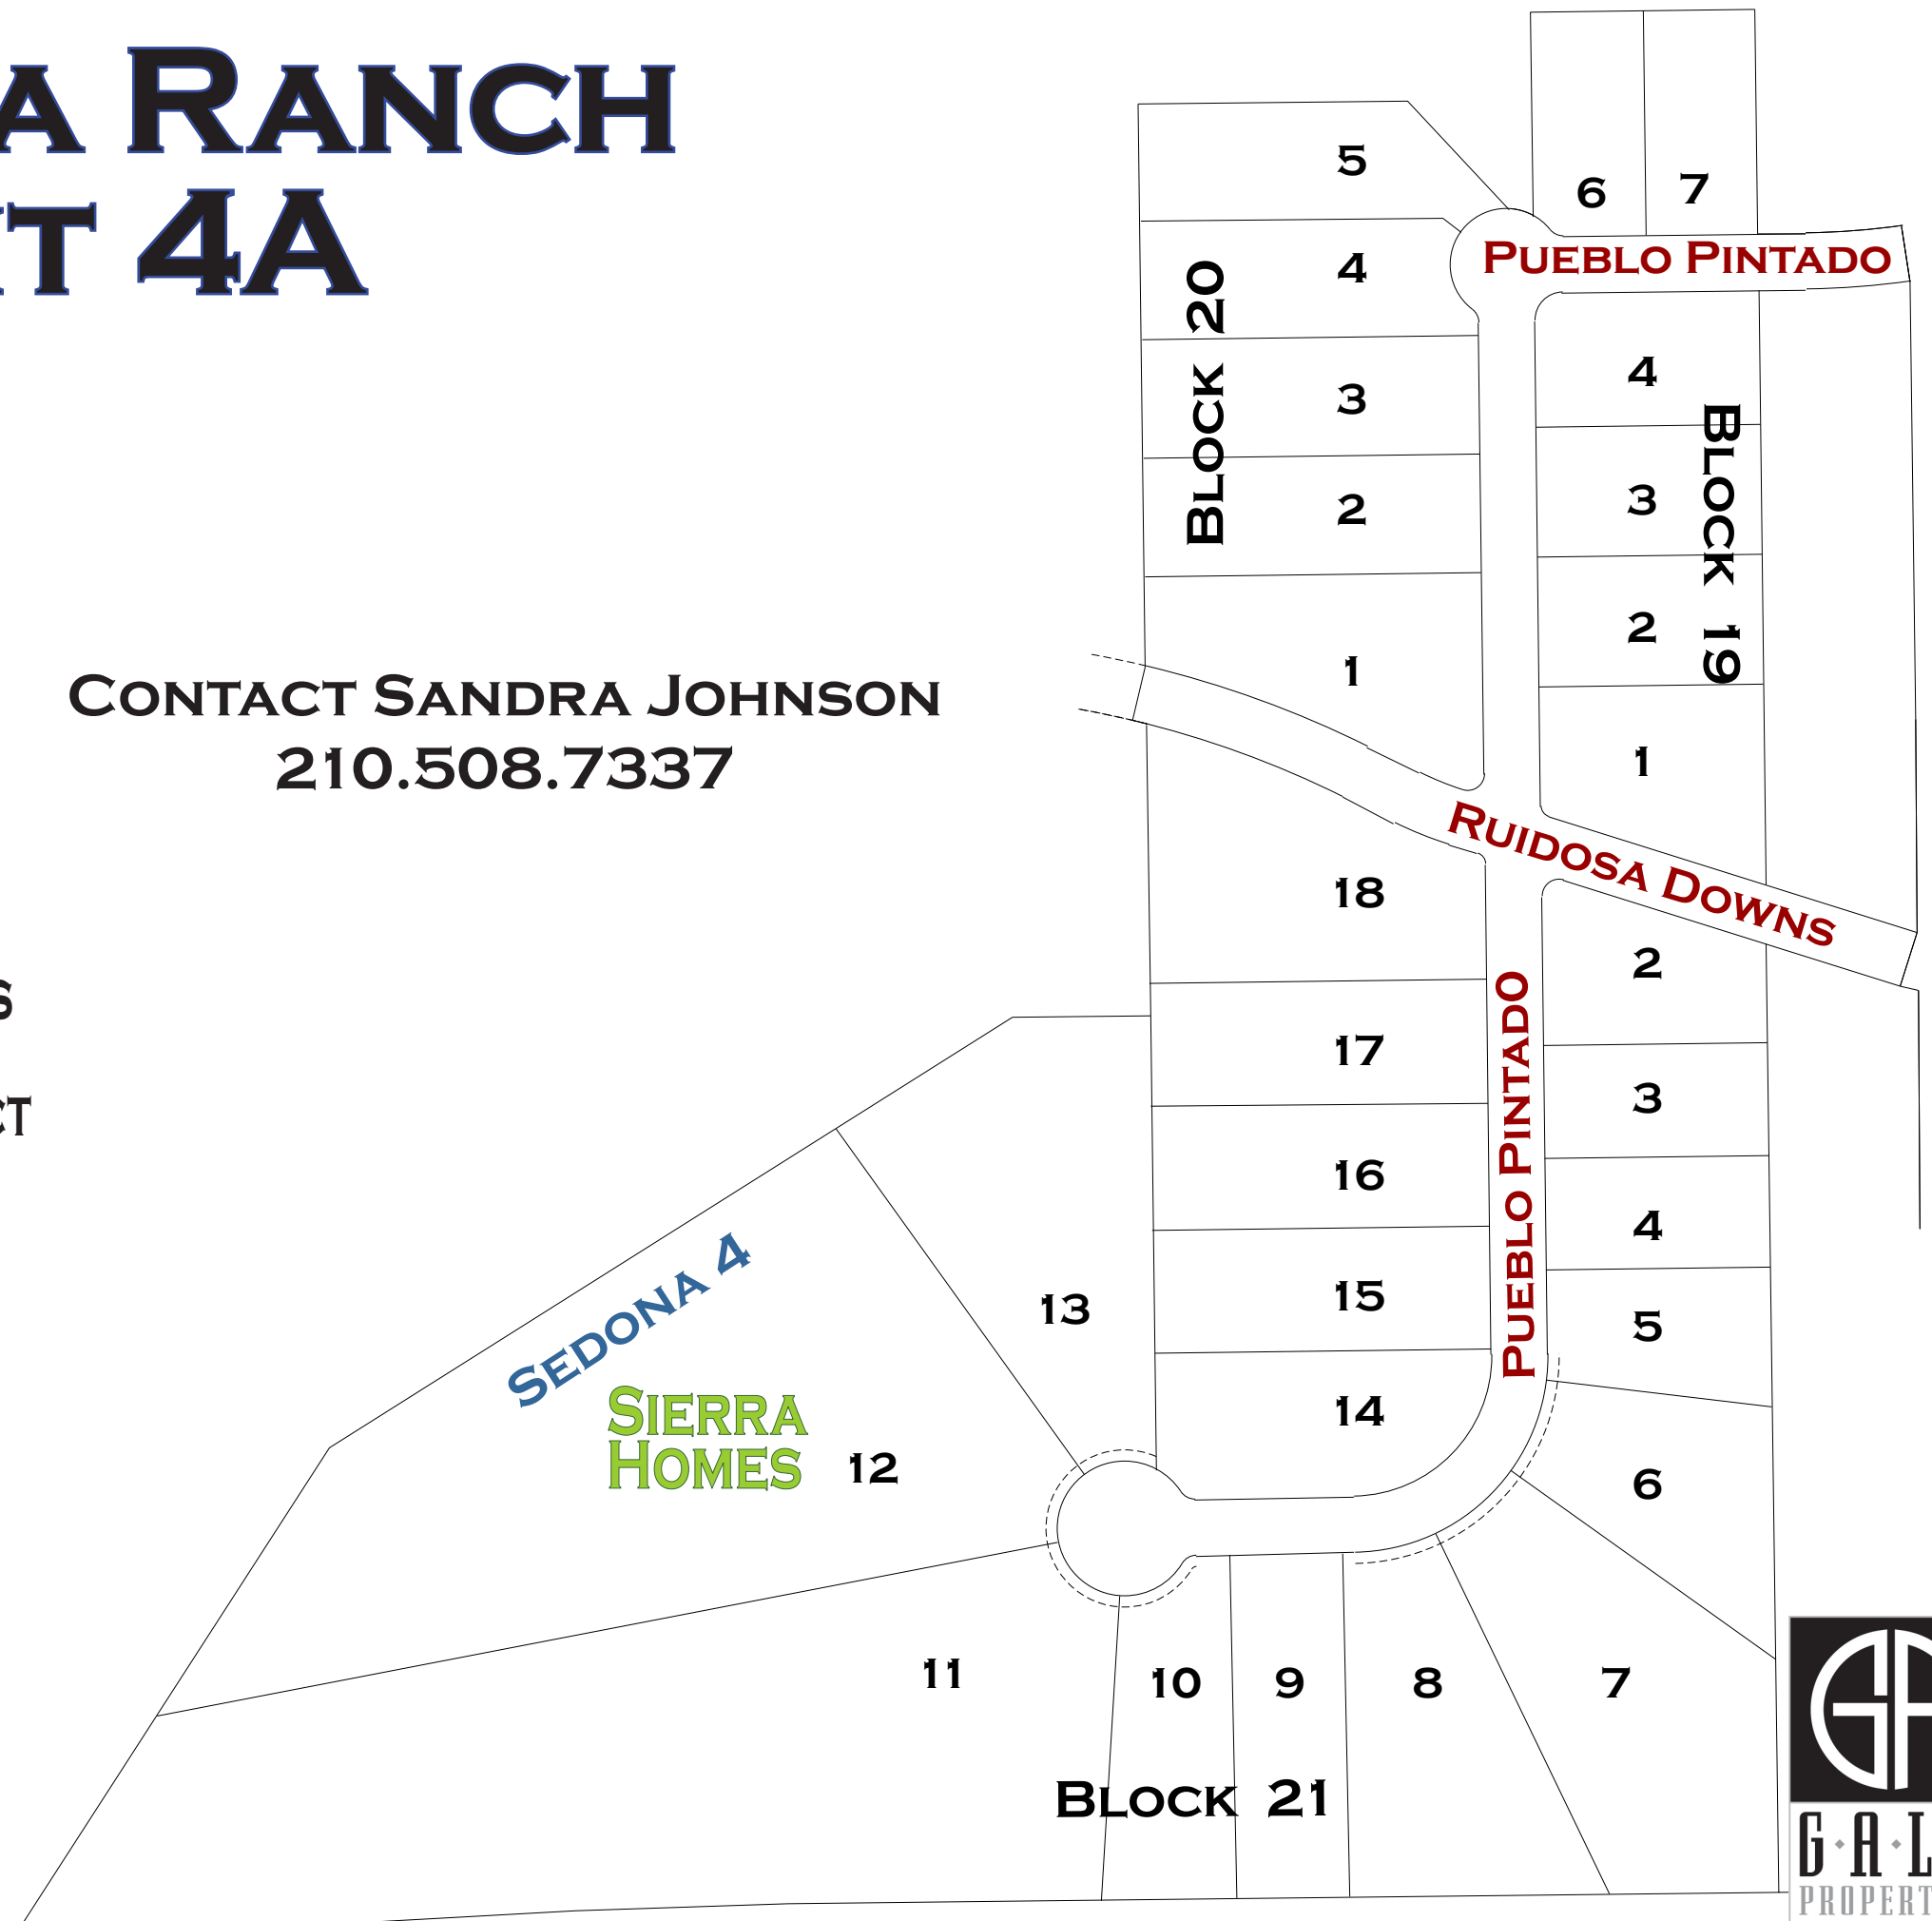 A RANCH
T 4A
5
6
7
PUEBLO PINTADO
4
BLOCK 20
3
2
1
4
3
2
1
BLOCK 19
CONTACT SANDRA JOHNSON
210.508.7337
RUIDOSA DOWNS
18
17
16
15
14
PUEBLO PINTADO
2
3
4
5
6
7
S
CT
SEDONA 4
SIERRA
HOMES
13
12
11
10
9
8
BLOCK 21
G·A·L
PROPERT